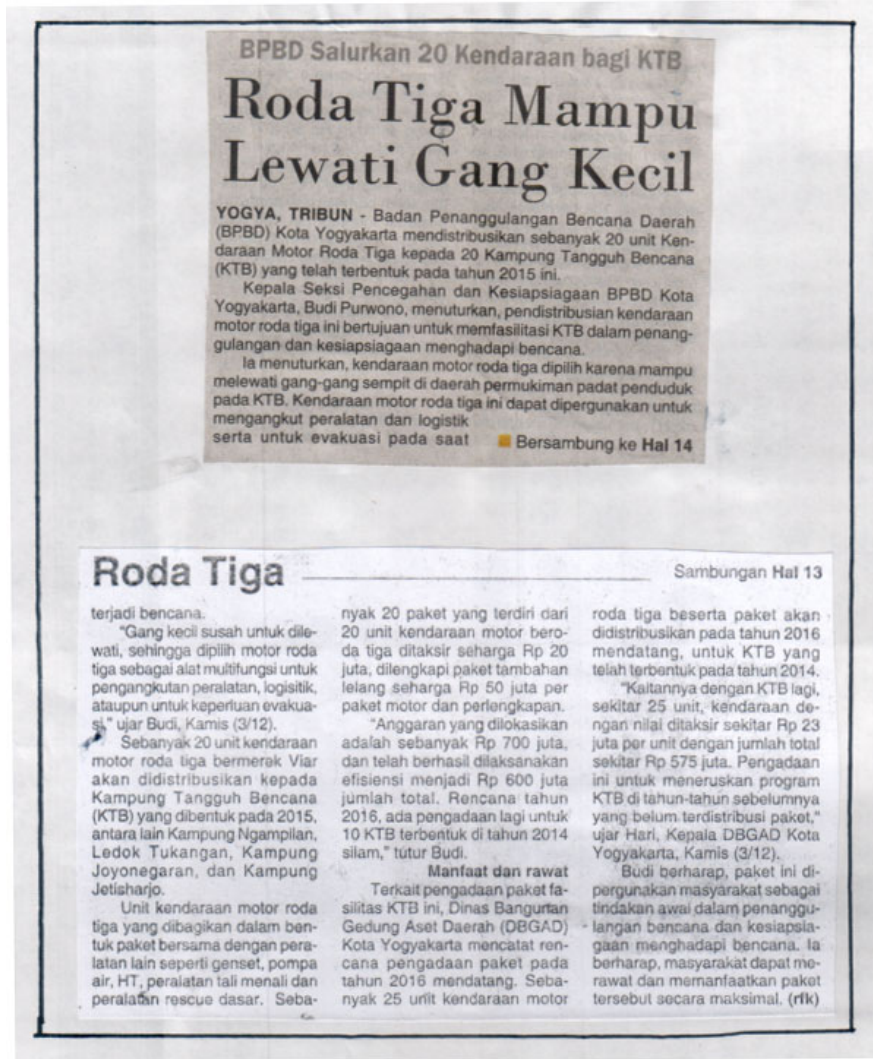 BPBD Salurkan 20 Kendaraan bagi KTB
Roda Tiga Mampu
Lewati Gang Kecil
YOGYA, TRIBUN - Badan Penanggulangan Bencana Daerah
(BPBD) Kota Yogyakarta mendistribusikan sebanyak 20 unit Ken-
daraan Motor Roda Tiga kepada 20 Kampung Tangguh Bencana
(KTB) yang telah terbentuk pada tahun 2015 ini.
Kepala Seksi Pencegahan dan Kesiapsiagaan BPBD Kota
Yogyakarta, Budi Purwono, menuturkan, pendistribusian kendaraan
motor roda tiga ini bertujuan untuk memfasilitasi KTB dalam penang-
gulangan dan kesiapsiagaan menghadapi bencana.
Ia menuturkan, kendaraan motor roda tiga dipilih karena mampu
melewati gang-gang sempit di daerah permukiman padat penduduk
pada KTB. Kendaraan motor roda tiga ini dapat dipergunakan untuk
mengangkut peralatan dan logistik
serta untuk evakuasi pada saat
Bersambung ke Hal 14
Roda Tiga
Sambungan Hal 13
terjadi bencana.
"Gang kecil susah untuk dile-
wati, sehingga dipilih motor roda
tiga sebagai alat multifungsi untuk
pengangkutan peralatan, logisitik,
ataupun untuk keperluan evakua-
si," ujar Budi, Kamis (3/12).
Sebanyak 20 unit kendaraan
motor roda tiga bermerek Viar
akan didistribusikan kepada
Kampung Tangguh Bencana
(KTB) yang dibentuk pada 2015,
antara lain Kampung Ngampilan,
Ledok Tukangan, Kampung
Joyonegaran, dan Kampung
Jetisharjo.
Unit kendaraan motor roda
tiga yang dibagikan dalam ben-
tuk paket bersama dengan pera-
latan lain seperti genset, pompa
air, HT, peralatan tali menali dan
peralatan rescue dasar. Seba-
nyak 20 paket yang terdiri dari
20 unit kendaraan motor bero-
da tiga ditaksir seharga Rp 20
juta, dilengkapi paket tambahan
lelang seharga Rp 50 juta per
paket motor dan perlengkapan.
"Anggaran yang dilokasikan
adalah sebanyak Rp 700 juta,
dan telah berhasil dilaksanakan
efisiensi menjadi Rp 600 juta
jumlah total. Rencana tahun
2016, ada pengadaan lagi untuk
10 KTB terbentuk di tahun 2014
silam," tutur Budi.
Manfaat dan rawat
Terkait pengadaan paket fa-
silitas KTB ini, Dinas Bangunan
Gedung Aset Daerah (DBGAD)
Kota Yogyakarta mencatat ren-
cana pengadaan paket pada
tahun 2016 mendatang. Seba-
nyak 25 unit kendaraan motor
roda tiga beserta paket akan
didistribusikan pada tahun 2016
mendatang, untuk KTB yang
telah terbentuk pada tahun 2014.
"Kaitannya dengan KTB lagi,
sekitar 25 unit, kendaraan de-
ngan nilai ditaksir sekitar Rp 23
juta per unit dengan jumlah total
sekitar Rp 575 juta. Pengadaan
ini untuk meneruskan program
KTB di tahun-tahun sebelumnya
yang belum terdistribusi paket,"
ujar Hari, Kepala DBGAD Kota
Yogyakarta, Kamis (3/12).
Budi berharap, paket ini di-
pergunakan masyarakat sebagai
tindakan awal dalam penanggu-
langan bencana dan kesiapsia-
gaan menghadapi bencana. Ia
berharap, masyarakat dapat me-
rawat dan memanfaatkan paket
tersebut secara maksimal. (rfk)